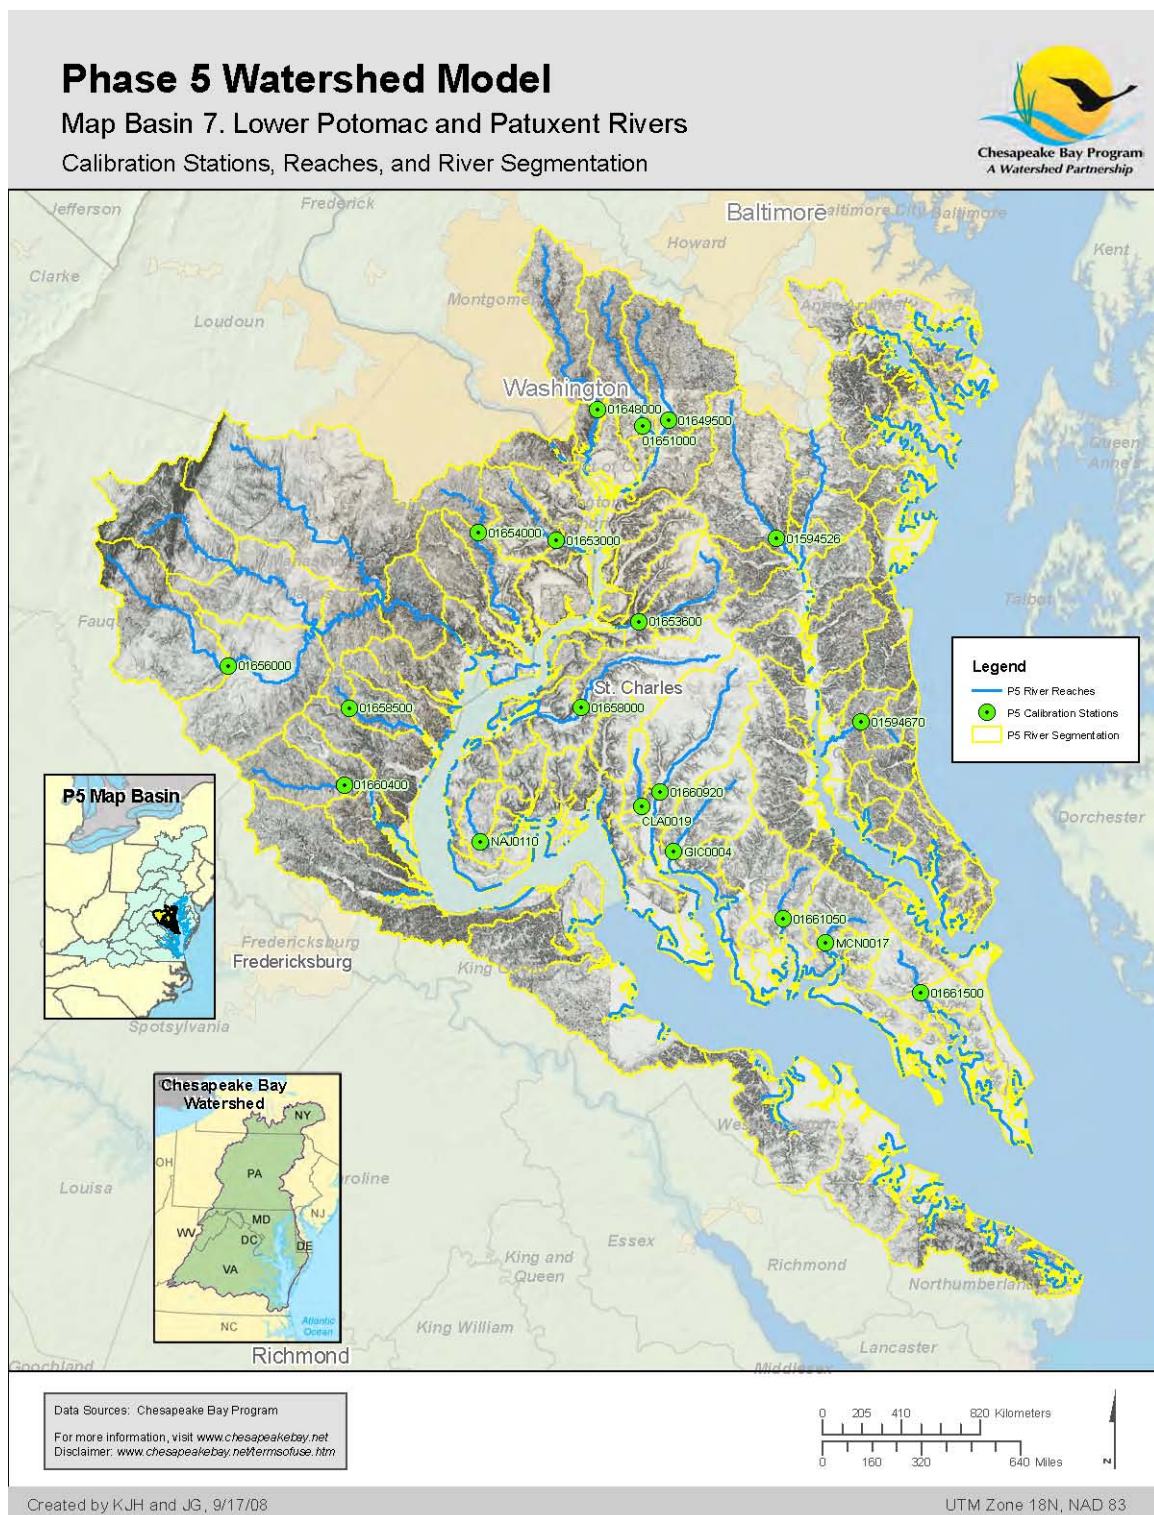 Phase 5 Watershed Model
Map Basin 7. Lower Potomac and Patuxent Rivers
Calibration Stations, Reaches, and River Segmentation
Chesapeake Bay Program
A Watershed Partnership
Jefferson
Frederick
Baltimore
Baltimore
Howard
Kent
Clarke
Loudoun
Anne Arundel
Washington
01648000
01649500
01651000
Queen
Anne's
01654000
01653000
01594526
Talbot
01653600
01656000
St. Charles
01658500
01658000
01594670
Legend
P5 River Reaches
P5 Calibration Stations
P5 River Segmentation
P5 Map Basin
01660400
01660920
CLA0019
NAJ0110
GIC0004
Dorchester
01661050
MCN0017
Fredericksburg
Fredericksburg
01661500
Spotsylvania
Chesapeake Bay
Watershed
NY
OH
PA
Louisa
NJ
MD
WV
DC
DE
VA
Essex
King and
Queen
Richmond
Northumberland
NC
Atlantic
Ocean
King William
Richmond
Lancaster
Goochland
Middlesex
Data Sources: Chesapeake Bay Program
For more information, visit www.chesapeakebay.net
Disclaimer: www.chesapeakebay.net/termsofuse.htm
0 205 410 820 Kilometers
0 160 320 640 Miles
N
Created by KJH and JG, 9/17/08
UTM Zone 18N, NAD 83